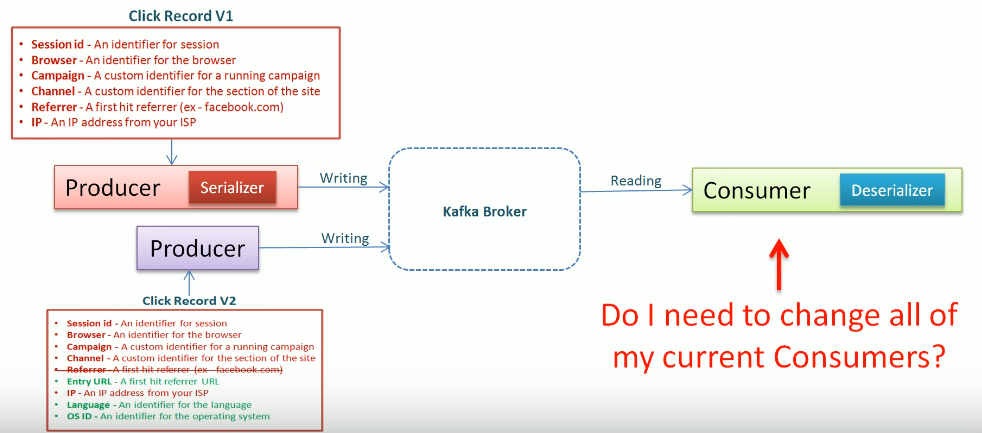 Click Record V1
• Session id - An identifier for session
• Browser - An identifier for the browser
• Campaign - A custom identifier for a running campaign
• Channel - A custom identifier for the section of the site
• Referrer - A first hit referrer (ex - facebook.com)
• IP - An IP address from your ISP
Producer Serializer
Writing
Kafka Broker
Reading
Consumer Deserializer
Producer
Writing
Click Record V2
• Session id - An identifier for session
• Browser - An identifier for the browser
• Campaign - A custom identifier for a running campaign
• Channel - A custom identifier for the section of the site
• Referrer - A first hit referrer (ex - facebook.com)
• Entry URL - A first hit referrer URL
• IP - An IP address from your ISP
• Language - An identifier for the language
• OS ID - An identifier for the operating system
Do I need to change all of
my current Consumers?